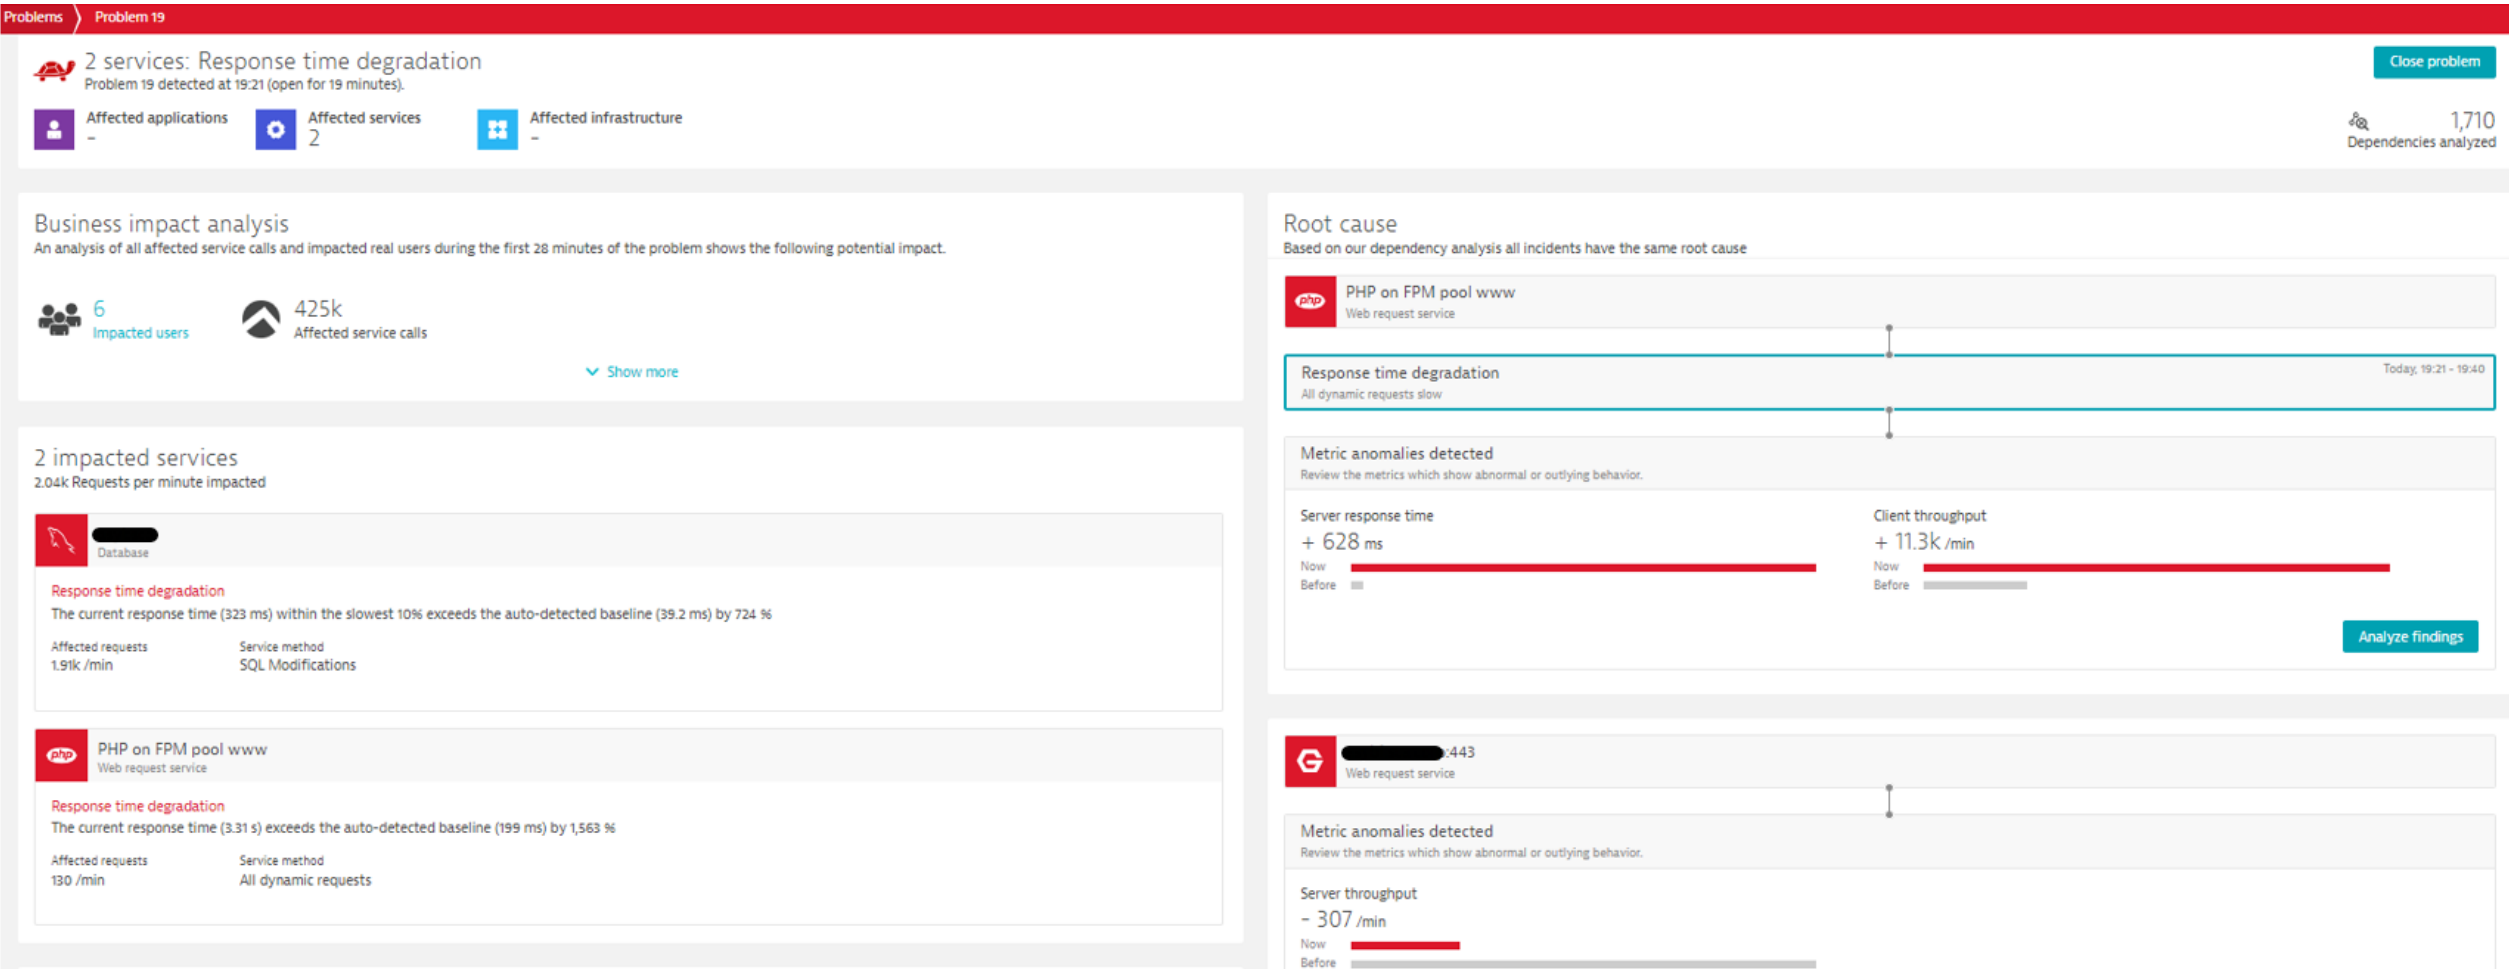 Problems
Problem 19
2 services: Response time degradation
Problem 19 detected at 19:21 (open for 19 minutes).
Close problem
Affected applications
-
Affected services
2
Affected infrastructure
-
1,710
Dependencies analyzed
Business impact analysis
An analysis of all affected service calls and impacted real users during the first 28 minutes of the problem shows the following potential impact.
6
Impacted users
425k
Affected service calls
Show more
2 impacted services
2.04k Requests per minute impacted
Database
Response time degradation
The current response time (323 ms) within the slowest 10% exceeds the auto-detected baseline (39.2 ms) by 724 %
Affected requests
1.91k /min
Service method
SQL Modifications
php
PHP on FPM pool www
Web request service
Response time degradation
The current response time (3.31 s) exceeds the auto-detected baseline (199 ms) by 1,563 %
Affected requests
130 /min
Service method
All dynamic requests
Root cause
Based on our dependency analysis all incidents have the same root cause
php
PHP on FPM pool www
Web request service
Response time degradation
Today, 19:21 - 19:40
All dynamic requests slow
Metric anomalies detected
Review the metrics which show abnormal or outlying behavior.
Server response time
+ 628 ms
Now
Before
Client throughput
+ 11.3k /min
Now
Before
Analyze findings
:443
Web request service
Metric anomalies detected
Review the metrics which show abnormal or outlying behavior.
Server throughput
- 307 /min
Now
Before